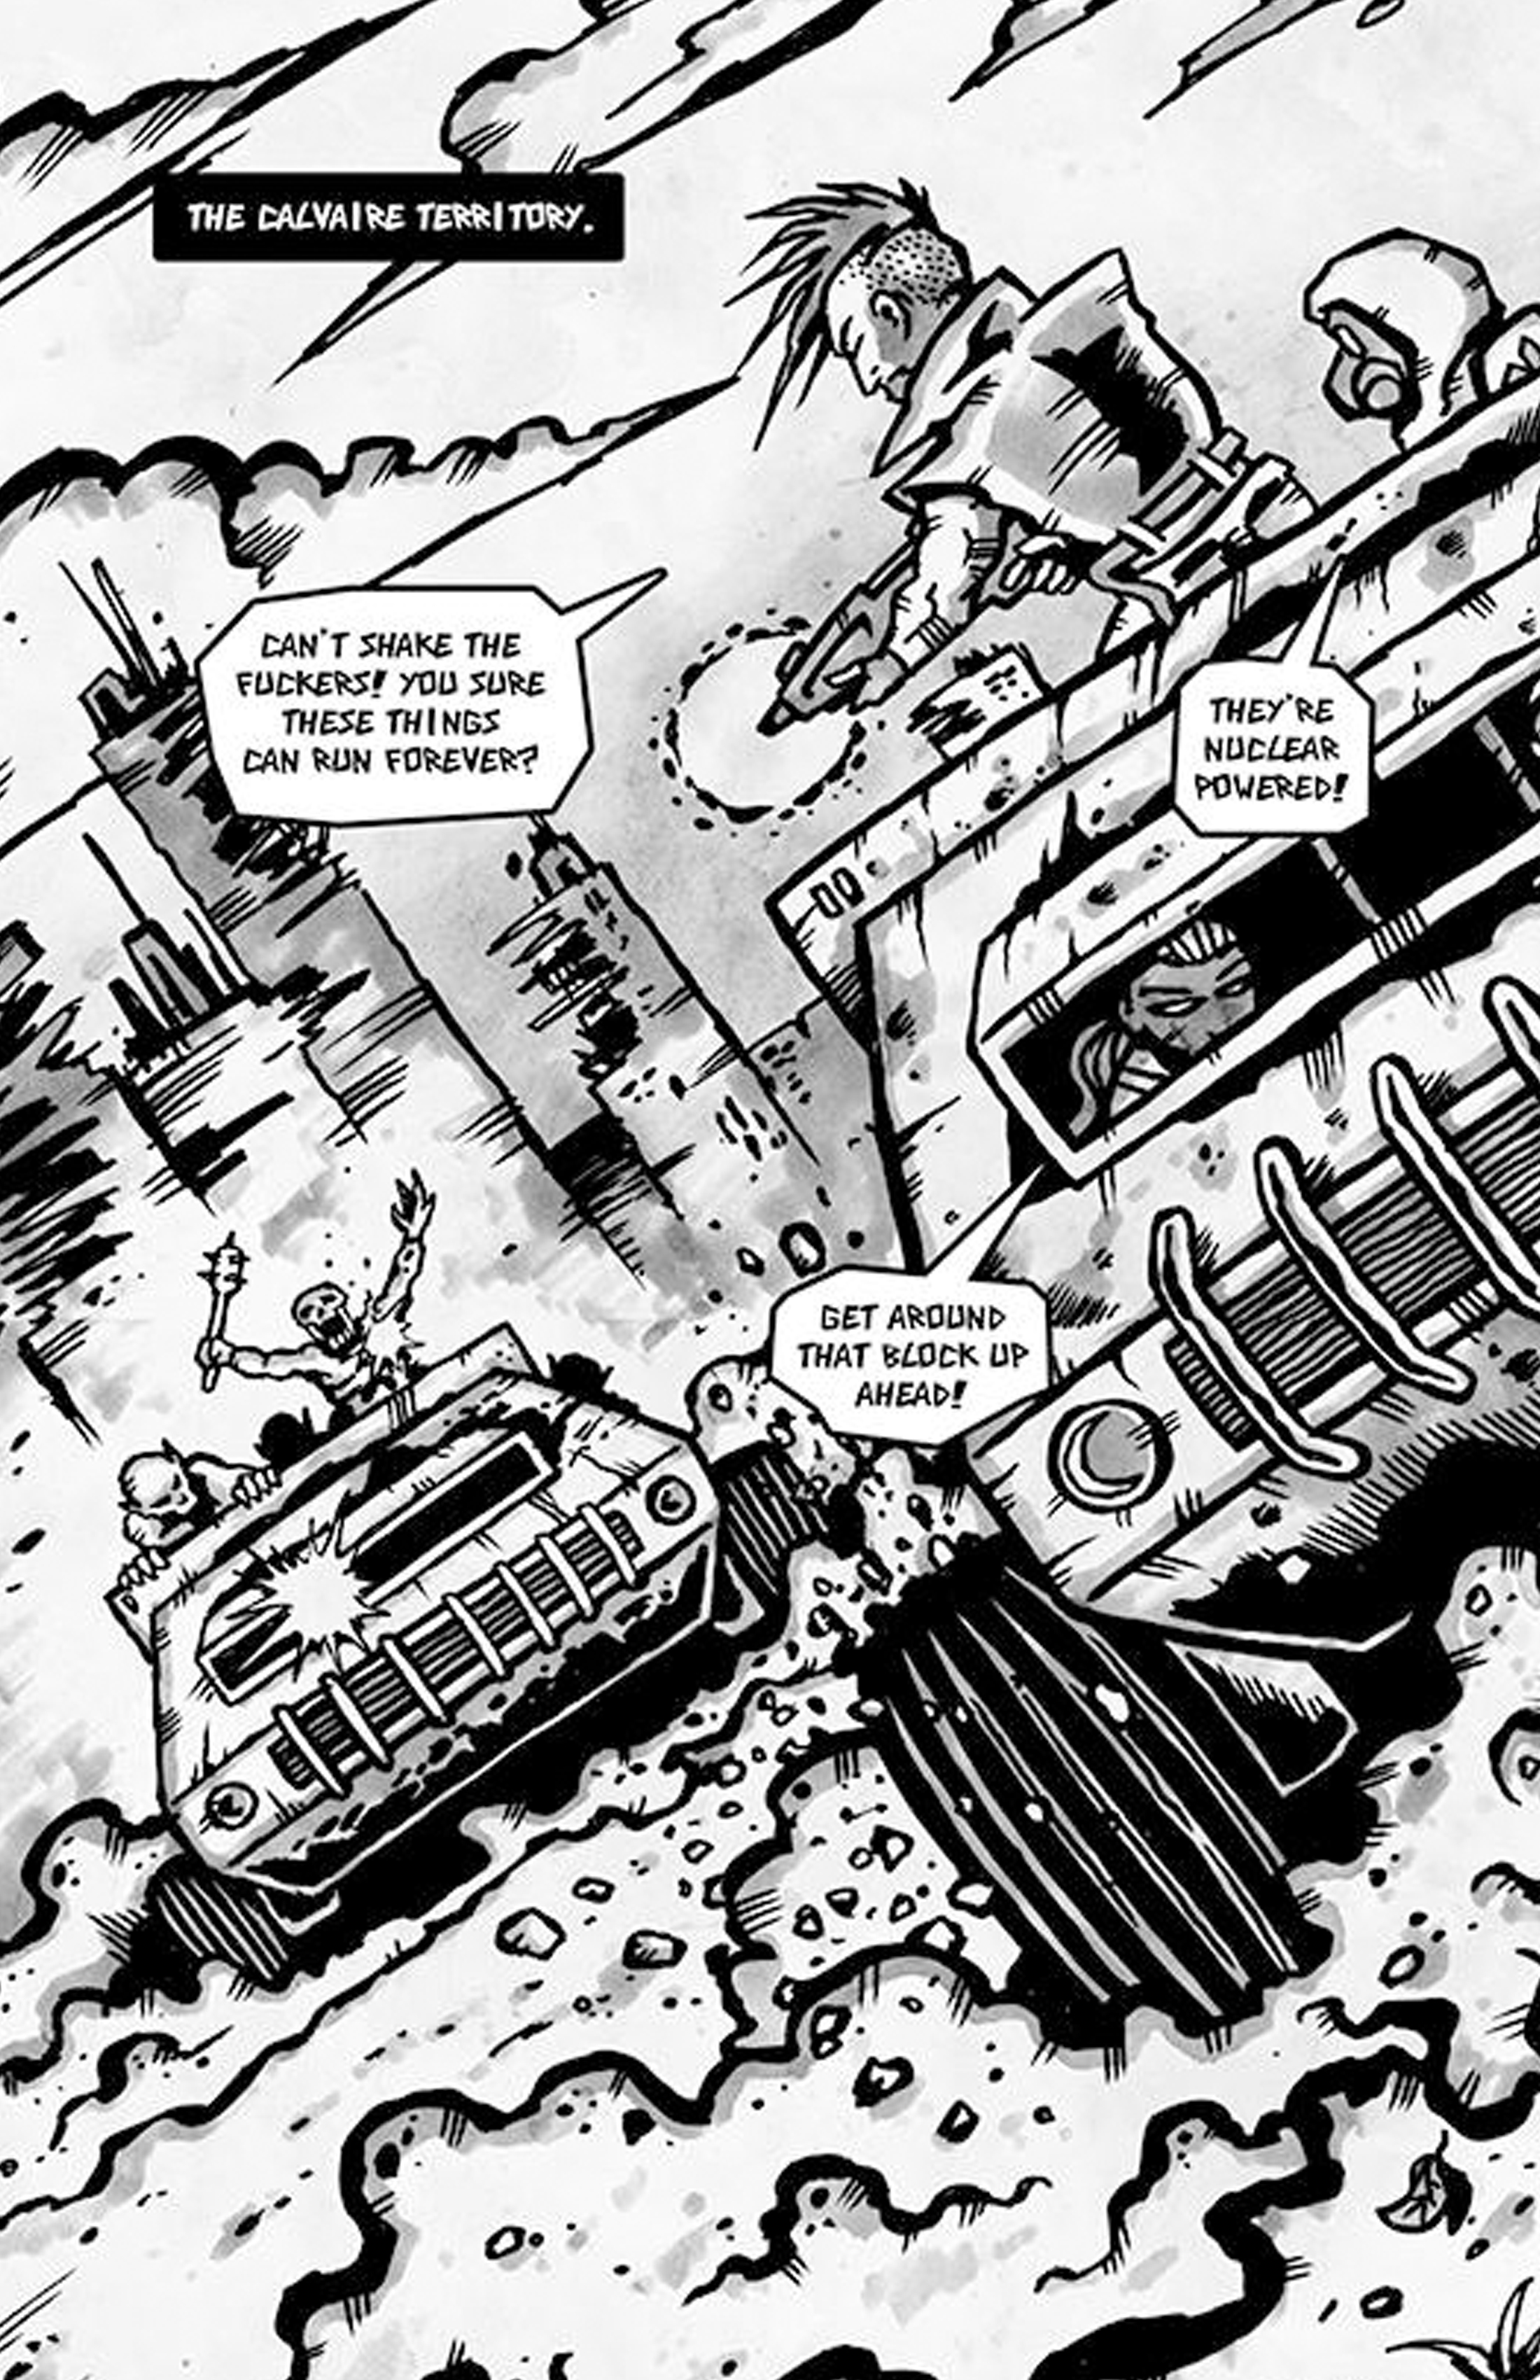 THE CALVAIRE TERRITORY.
CAN'T SHAKE THE
FUCKERS! YOU SURE
THESE THINGS
CAN RUN FOREVER?
THEY'RE
NUCLEAR
POWERED!
GET AROUND
THAT BLOCK UP
AHEAD!